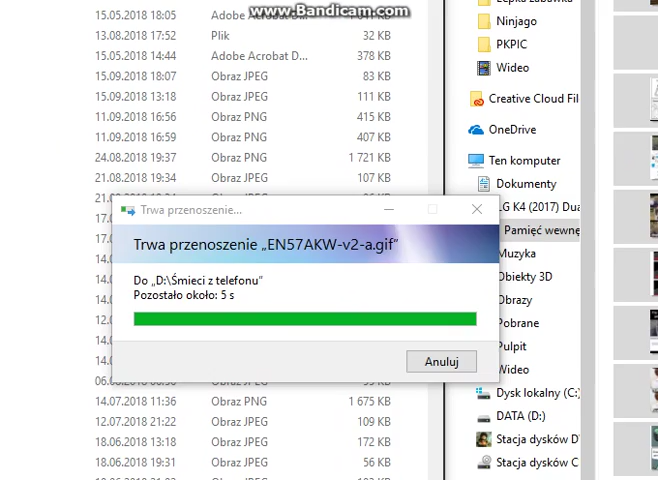 www.Bandicam.com
15.05.2018 18:05 Adobe Acrobat D...
13.08.2018 17:52 Plik 32 KB
15.05.2018 14:44 Adobe Acrobat D... 378 KB
15.09.2018 18:07 Obraz JPEG 83 KB
15.09.2018 13:18 Obraz JPEG 111 KB
11.09.2018 16:56 Obraz PNG 415 KB
11.09.2018 16:59 Obraz PNG 407 KB
24.08.2018 19:37 Obraz PNG 1 721 KB
21.08.2018 19:34 Obraz JPEG 107 KB
Trwa przenoszenie...
Trwa przenoszenie „EN57AKW-v2-a.gif”
Do „D:\Śmieci z telefonu”
Pozostało około: 5 s
Anuluj
14.07.2018 11:36 Obraz PNG 1 675 KB
12.07.2018 21:22 Obraz JPEG 109 KB
18.06.2018 13:18 Obraz JPEG 172 KB
18.06.2018 19:31 Obraz JPEG 56 KB
Ninjago
PKPIC
Wideo
Creative Cloud Fil
OneDrive
Ten komputer
Dokumenty
LG K4 (2017) Dua
Pamięć wewnę
Muzyka
Obiekty 3D
Obrazy
Pobrane
Pulpit
Wideo
Dysk lokalny (C:)
DATA (D:)
Stacja dysków D
Stacja dysków C